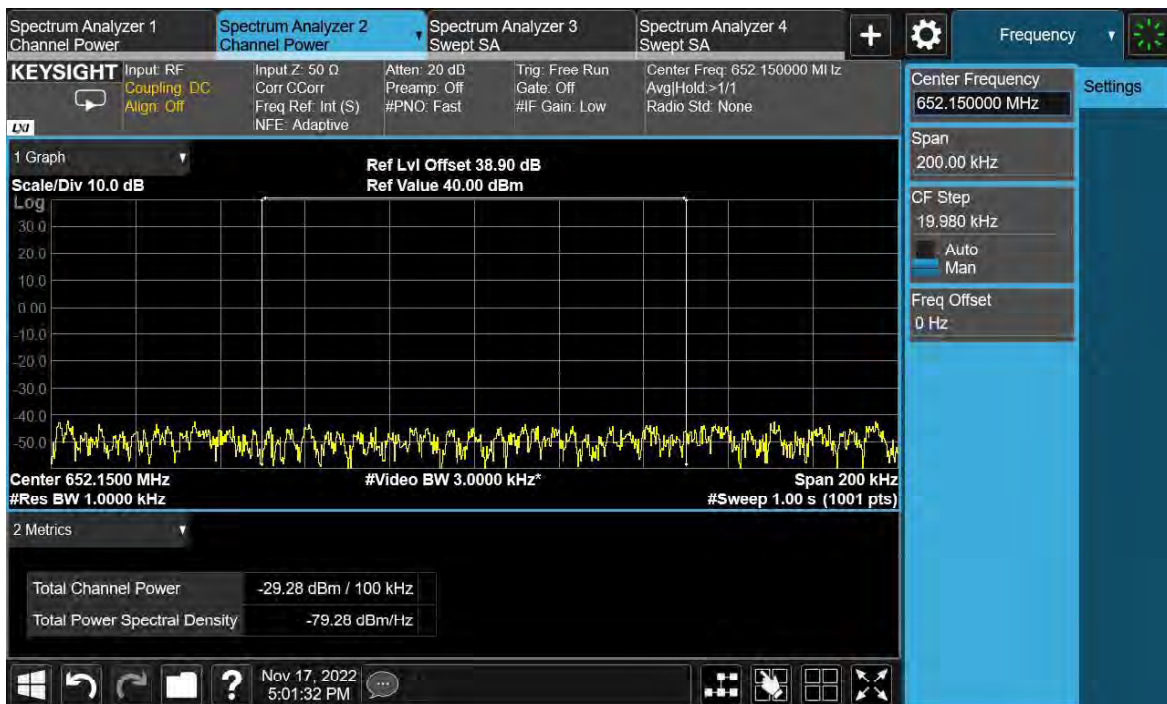 Spectrum Analyzer 1
Channel Power
Spectrum Analyzer 2
Channel Power
Spectrum Analyzer 3
Swept SA
Spectrum Analyzer 4
Swept SA
+
Frequency
KEYSIGHT
LXI
Input: RF
Coupling: DC
Align: Off
Input Z: 50 Ω
Corr CCorr
Freq Ref: Int (S)
NFE: Adaptive
Atten: 20 dB
Preamp: Off
#PNO: Fast
Trig: Free Run
Gate: Off
#IF Gain: Low
Center Freq: 652.150000 MHz
Avg|Hold:>1/1
Radio Std: None
Center Frequency
652.150000 MHz
Settings
Span
200.00 kHz
CF Step
19.980 kHz
Auto
Man
Freq Offset
0 Hz
1 Graph
Scale/Div 10.0 dB
Ref Lvl Offset 38.90 dB
Ref Value 40.00 dBm
Log
30.0
20.0
10.0
0.00
-10.0
-20.0
-30.0
-40.0
-50.0
Center 652.1500 MHz
#Video BW 3.0000 kHz*
Span 200 kHz
#Res BW 1.0000 kHz
#Sweep 1.00 s (1001 pts)
2 Metrics
Total Channel Power
-29.28 dBm / 100 kHz
Total Power Spectral Density
-79.28 dBm/Hz
?
Nov 17, 2022
5:01:32 PM